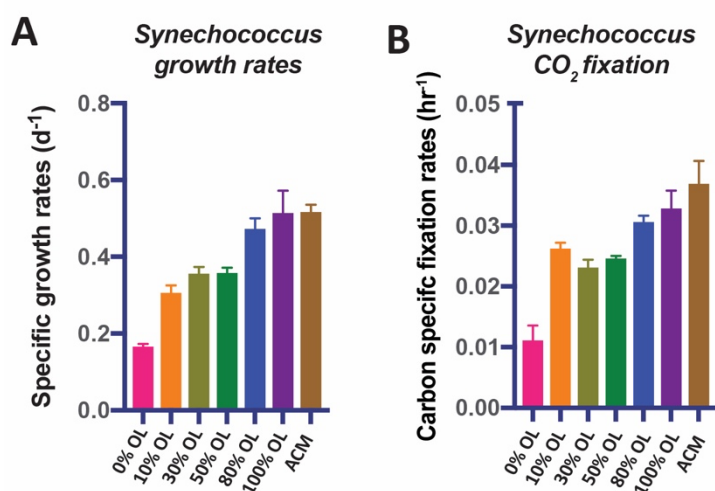 A
Synechococcus
growth rates
Specific growth rates (d⁻¹)
0.8
0.6
0.4
0.2
0.0
0% OL
10% OL
30% OL
50% OL
80% OL
100% OL
ACM
B
Synechococcus
CO₂ fixation
Carbon specifc fixation rates (hr⁻¹)
0.05
0.04
0.03
0.02
0.01
0.00
0% OL
10% OL
30% OL
50% OL
80% OL
100% OL
ACM